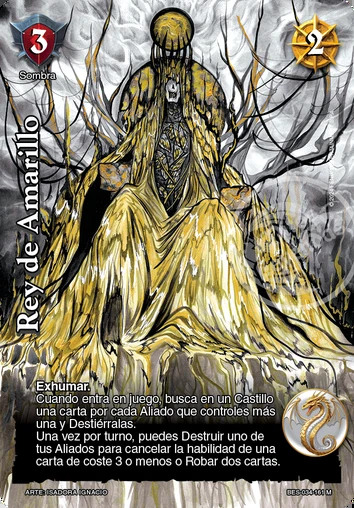 3
2
Sombra
Rey de Amarillo
Exhumar.
Cuando entra en juego, busca en un Castillo
una carta por cada Aliado que controles más
una y Destiérralas.
Una vez por turno, puedes Destruir uno de
tus Aliados para cancelar la habilidad de una
carta de coste 3 o menos o Robar dos cartas.
ARTE: ISADORA IGNACIO
BES-034-161 M